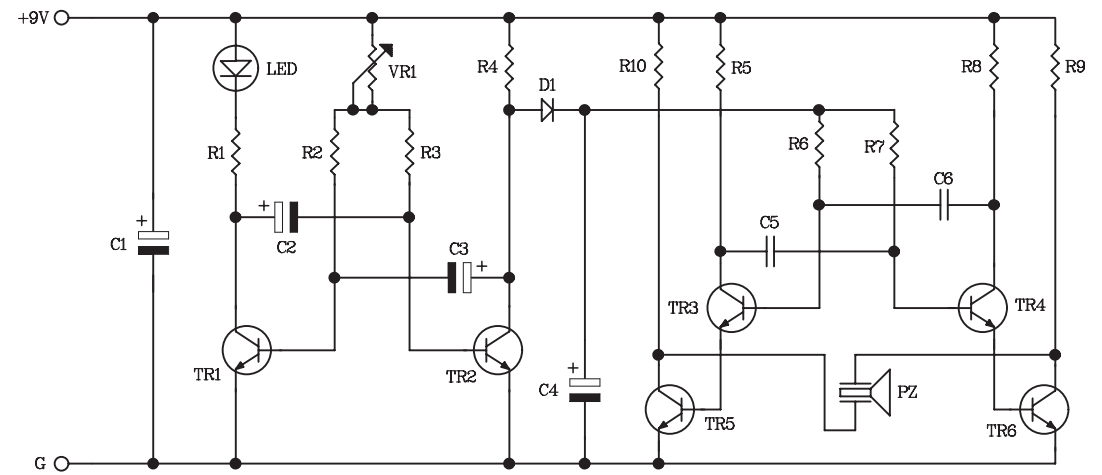 +9V
LED
VR1
R4
D1
R10
R5
R8
R9
R1
R2
R3
R6
R7
+
C2
C6
+
C1
C3
+
C5
TR3
TR4
TR1
TR2
+
C4
PZ
TR5
TR6
G